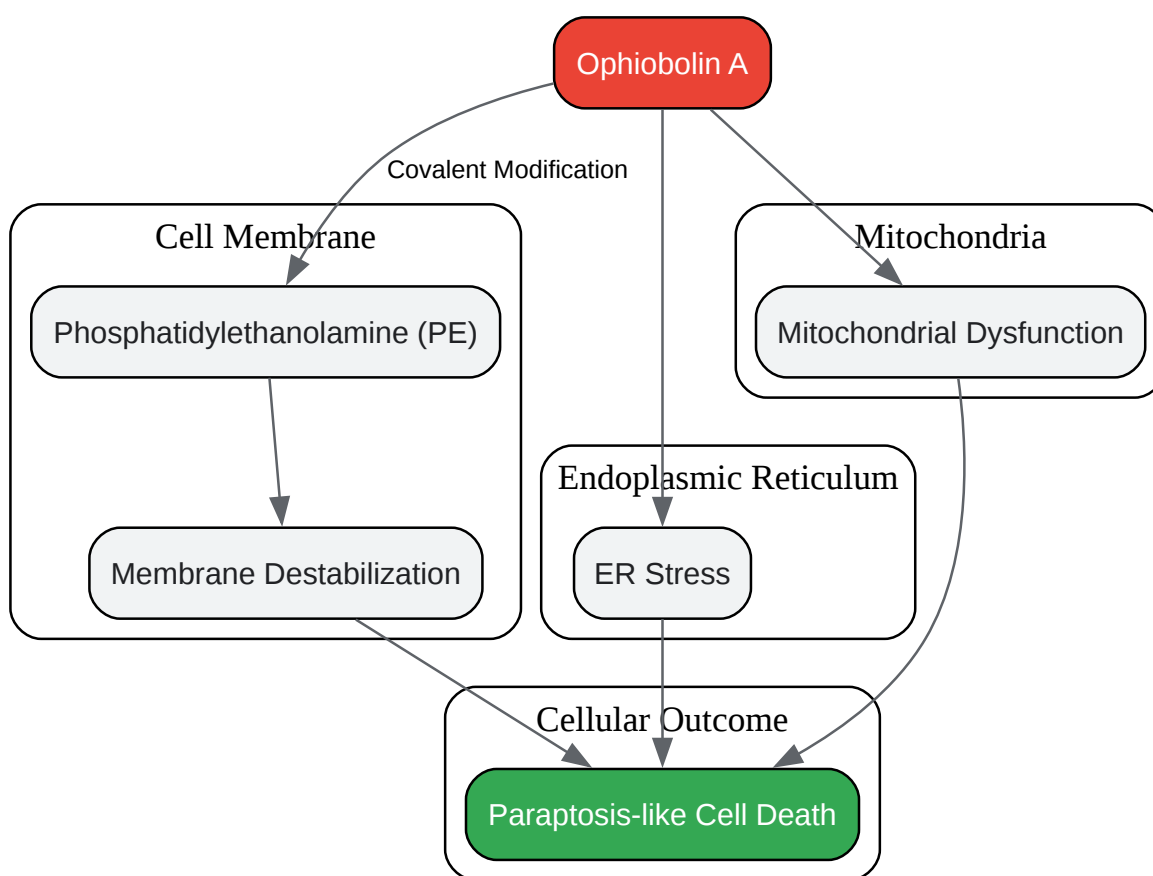 Ophiobolin A
Covalent Modification
Cell Membrane
Mitochondria
Phosphatidylethanolamine (PE)
Mitochondrial Dysfunction
Endoplasmic Reticulum
Membrane Destabilization
ER Stress
Cellular Outcome
Paraptosis-like Cell Death